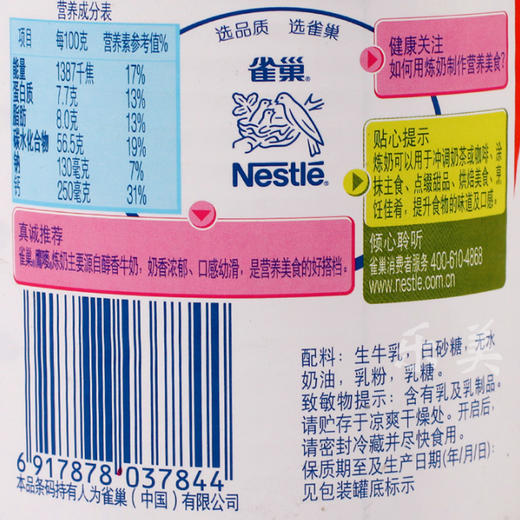 营养成分表
项目 每100克 营养素参考值%
能量 1387千焦 17%
蛋白质 7.7克 13%
脂肪 8.0克 13%
碳水化合物 56.5克 19%
钠 130毫克 7%
钙 250毫克 31%
选品质 选雀巢
雀巢®
Nestlé®
健康关注
如何用炼奶制作营养美食?
贴心提示
炼奶可以用于冲调奶茶或咖啡、涂
抹主食、点缀甜品、烘焙美食、烹
饪佳肴,提升食物的味道及口感。
倾心聆听
雀巢消费者服务 400-610-4868
www.nestle.com.cn
真诚推荐
雀巢®鹰唛®炼奶主要源自醇香牛奶,奶香浓郁、口感幼滑,是营养美食的好搭档。
配料:生牛乳,白砂糖,无水
奶油,乳粉,乳糖。
致敏物提示:含有乳及乳制品。
请贮存于凉爽干燥处。开启后,
请密封冷藏并尽快食用。
保质期至及生产日期(年/月/日):
见包装罐底标示
6 917878 037844
本品条码持有人为雀巢(中国)有限公司
乐美